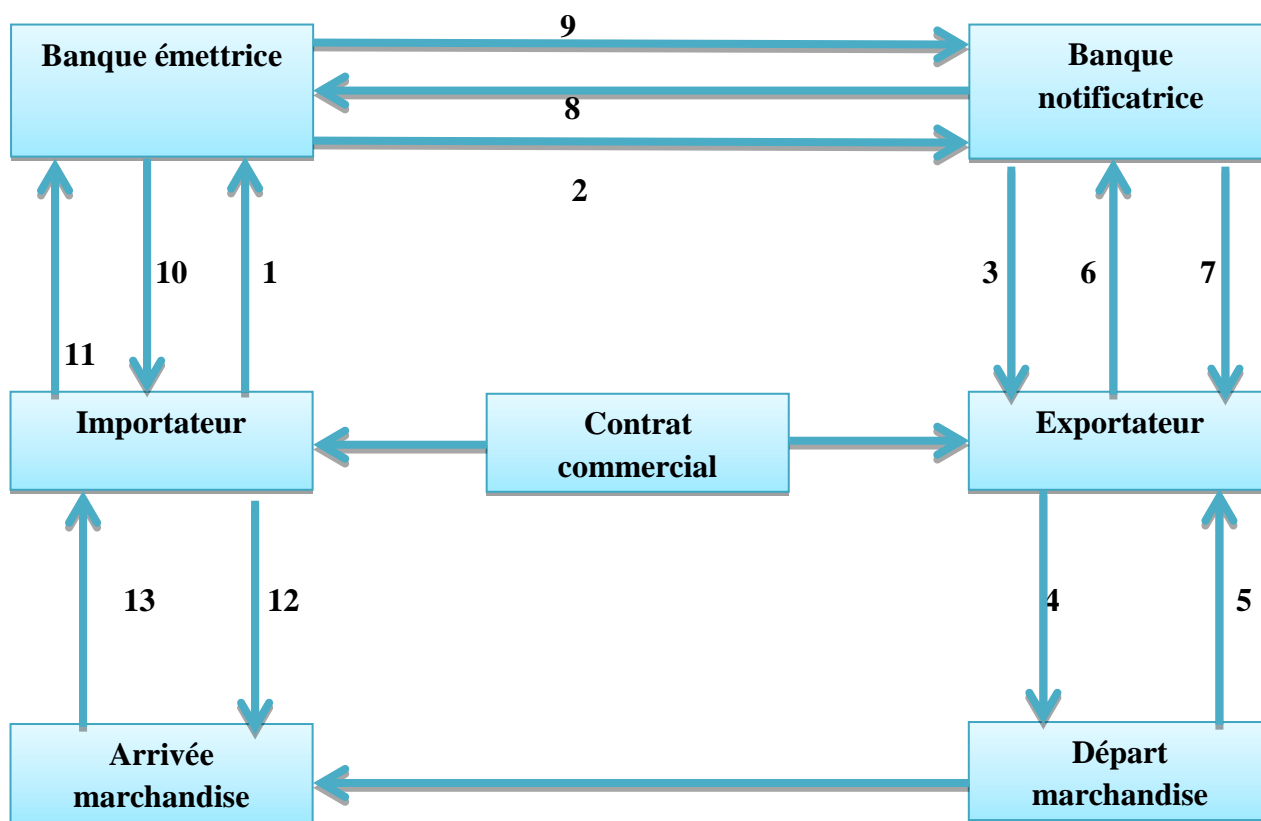 9
Banque émettrice
Banque
notificatrice
8
2
10
1
3
6
7
11
Importateur
Contrat
commercial
Exportateur
13
12
4
5
Arrivée
marchandise
Départ
marchandise